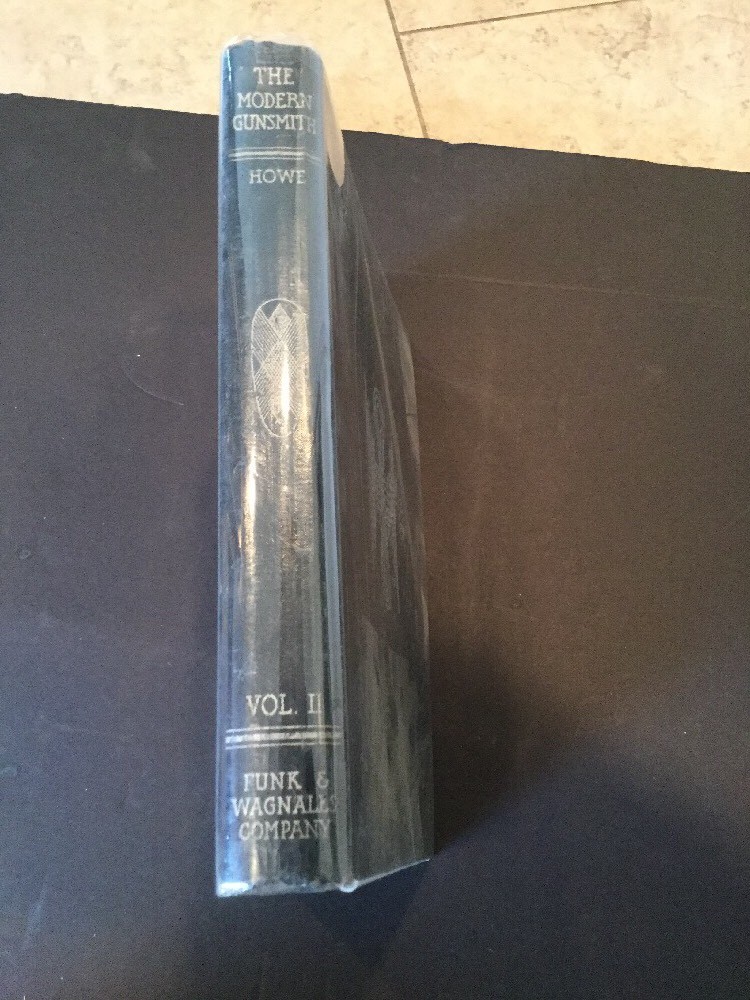 THE
MODERN
GUNSMITH
HOWE
VOL. II
FUNK &
WAGNALLS
COMPANY